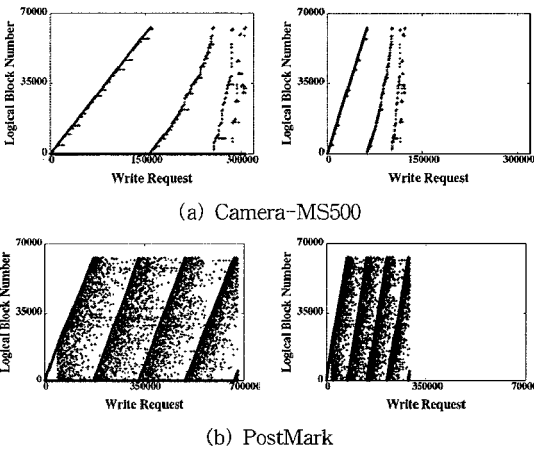 70000
70000
Logical Block Number
35000
Logical Block Number
35000
0
0
0 150000 300000
0 150000 300000
Write Request
Write Request
(a) Camera-MS500
70000
70000
Logical Block Number
35000
Logical Block Number
35000
0
0
0 350000 700000
0 350000 70000
Write Request
Write Request
(b) PostMark